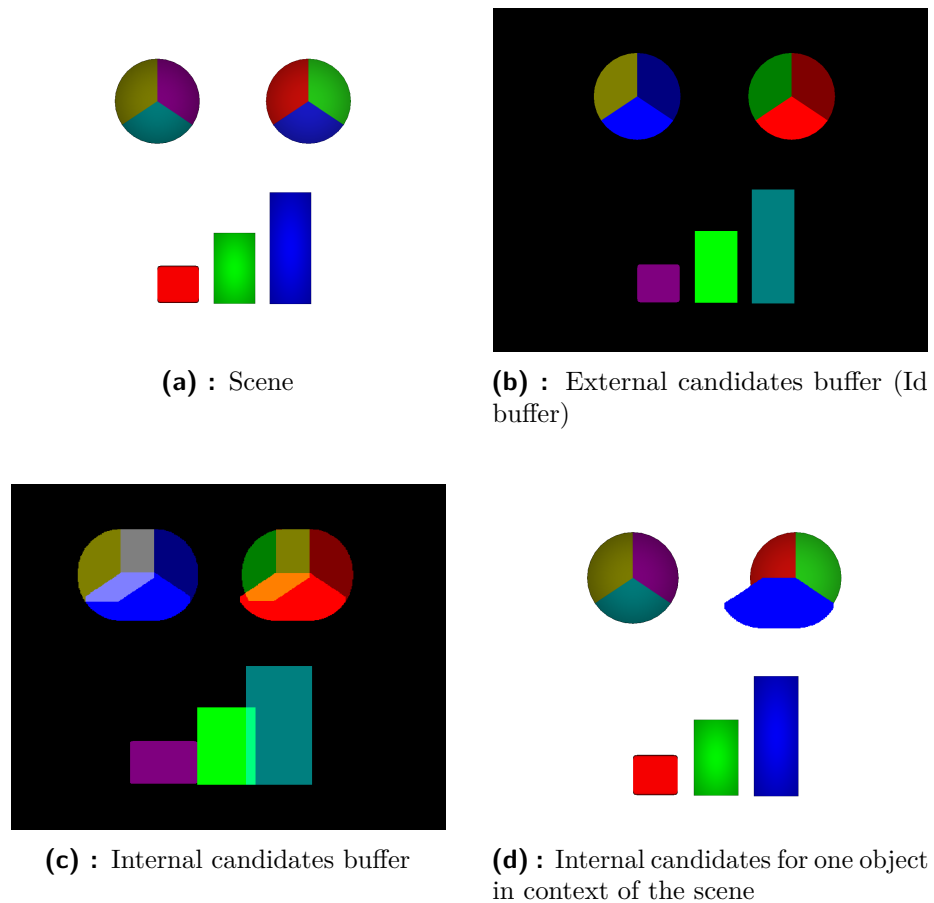 (a) : Scene
(b) : External candidates buffer (Id
buffer)
(c) : Internal candidates buffer
(d) : Internal candidates for one object
in context of the scene